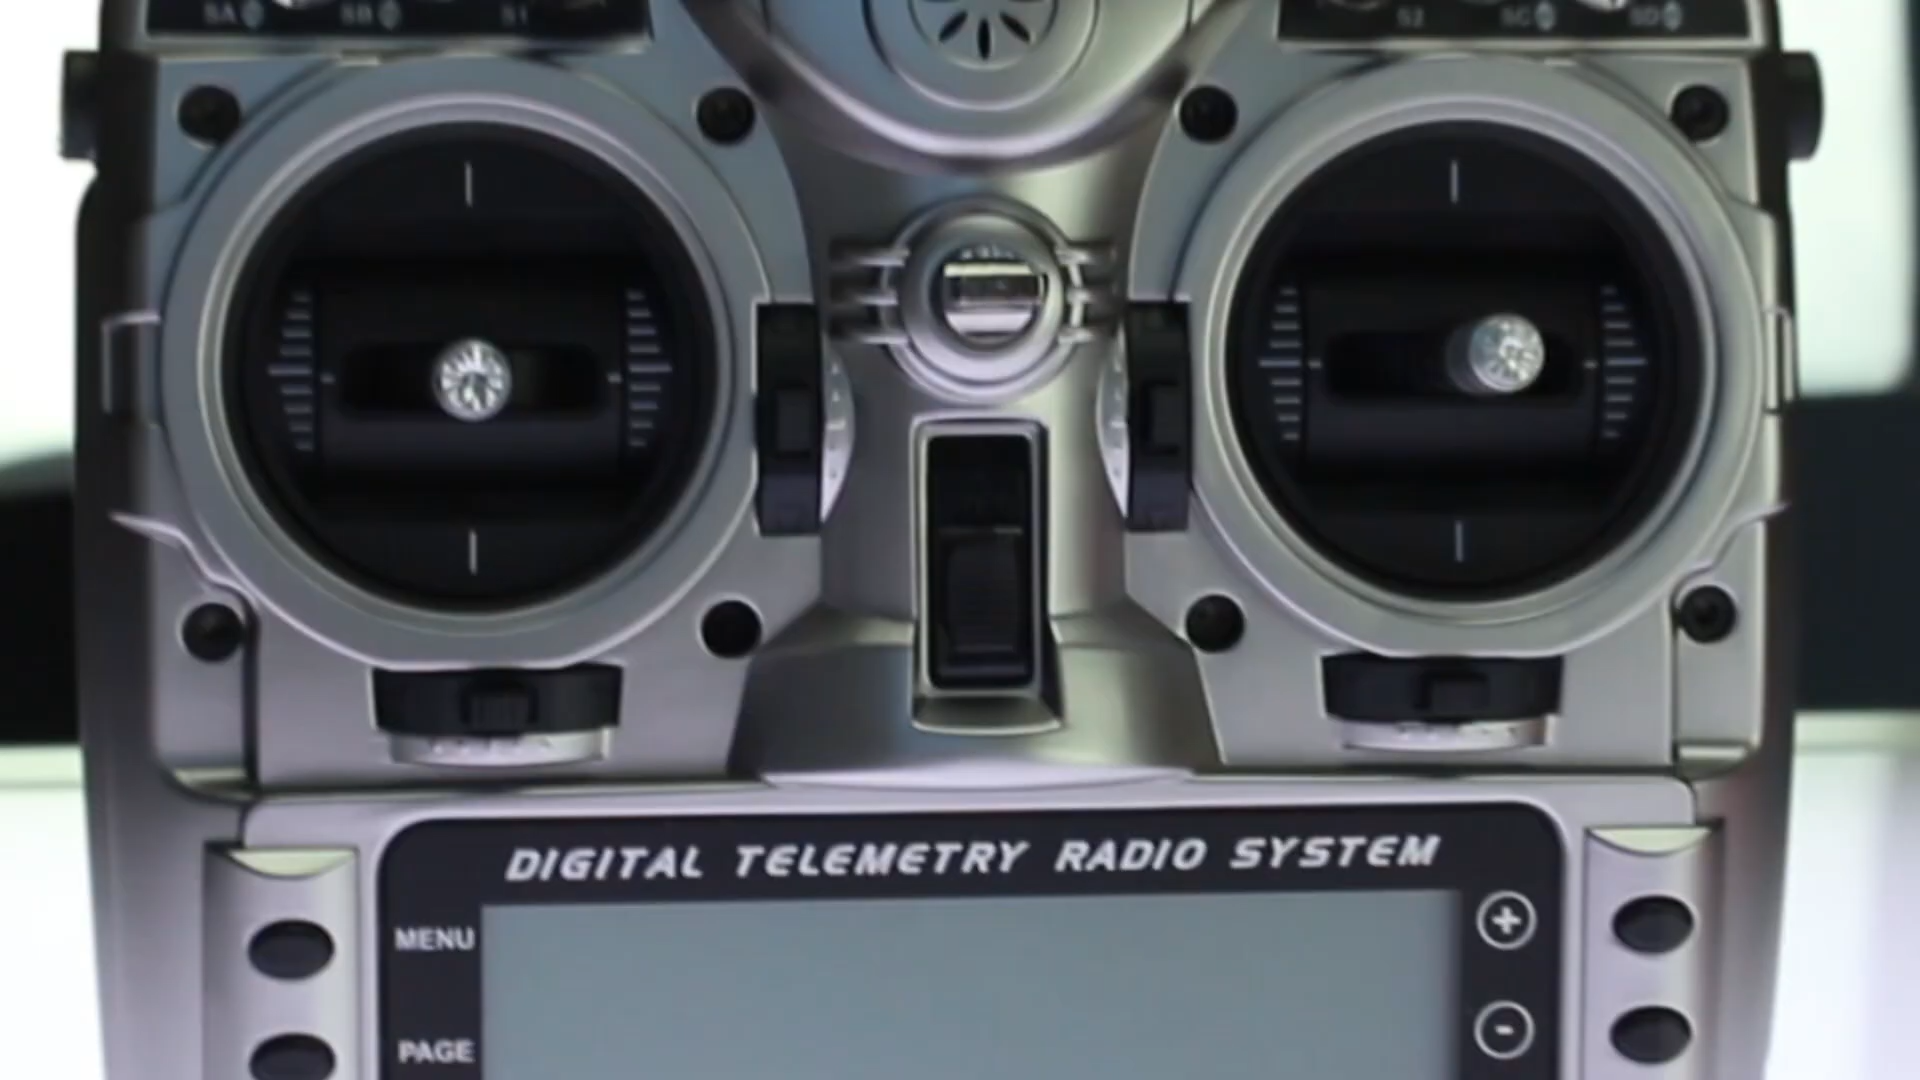 SA SB S1 S2 SC SD
DIGITAL TELEMETRY RADIO SYSTEM
MENU +
PAGE -